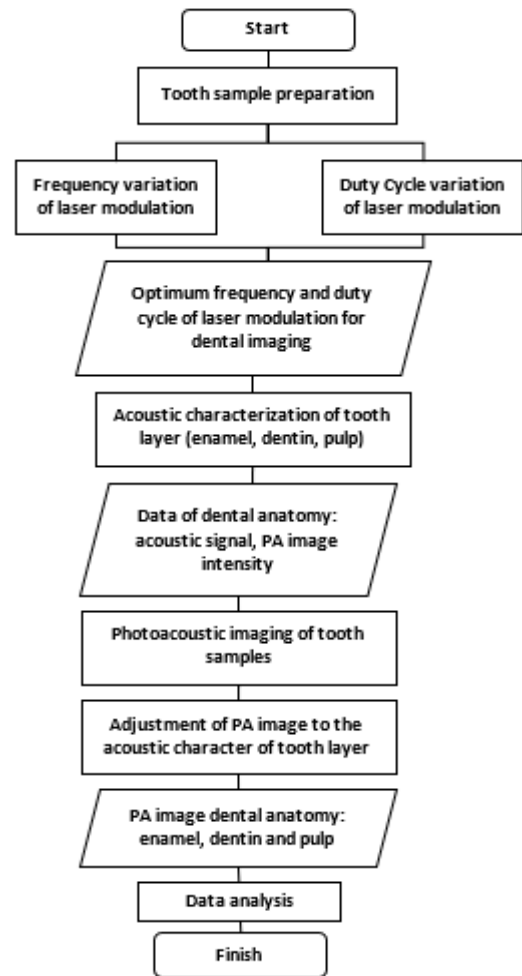 Start
Tooth sample preparation
Frequency variation
of laser modulation
Duty Cycle variation
of laser modulation
Optimum frequency and duty
cycle of laser modulation for
dental imaging
Acoustic characterization of tooth
layer (enamel, dentin, pulp)
Data of dental anatomy:
acoustic signal, PA image
intensity
Photoacoustic imaging of tooth
samples
Adjustment of PA image to the
acoustic character of tooth layer
PA image dental anatomy:
enamel, dentin and pulp
Data analysis
Finish